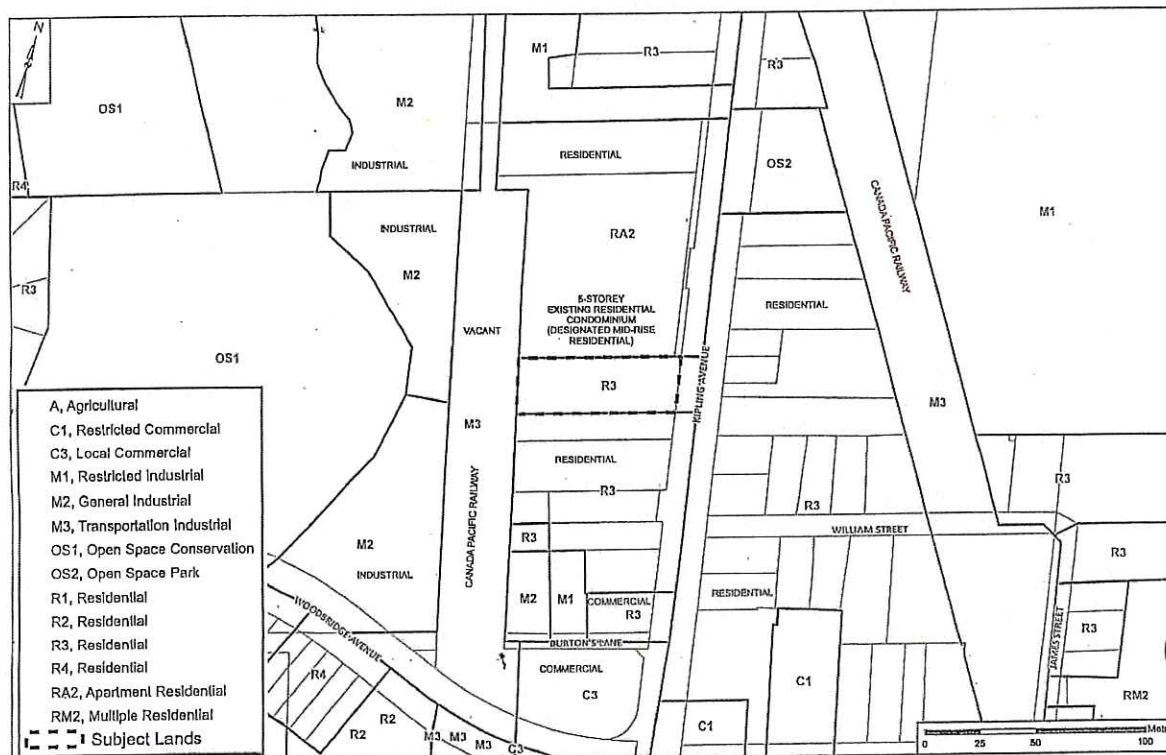 N
OS1
M2
INDUSTRIAL
M1
R3
R3
RESIDENTIAL
OS2
R4
INDUSTRIAL
M2
RA2
CANADA PACIFIC RAILWAY
M1
R3
5-STOREY
EXISTING RESIDENTIAL
CONDOMINIUM
(DESIGNATED MID-RISE
RESIDENTIAL)
VACANT
RESIDENTIAL
OS1
R3
KIPLING AVENUE
M3
M3
CANADA PACIFIC RAILWAY
RESIDENTIAL
R3
R3
R3
WILLIAM STREET
R3
R3
M2
INDUSTRIAL
M2
M1
COMMERCIAL
R3
RESIDENTIAL
R3
JAMES STREET
WOODBRIDGE AVENUE
BURTON'S LANE
COMMERCIAL
C3
C1
C1
R4
R2
M3
M3
M3
C3
RM2
A, Agricultural
C1, Restricted Commercial
C3, Local Commercial
M1, Restricted Industrial
M2, General Industrial
M3, Transportation Industrial
OS1, Open Space Conservation
OS2, Open Space Park
R1, Residential
R2, Residential
R3, Residential
R4, Residential
RA2, Apartment Residential
RM2, Multiple Residential
Subject Lands
0 25 50 100